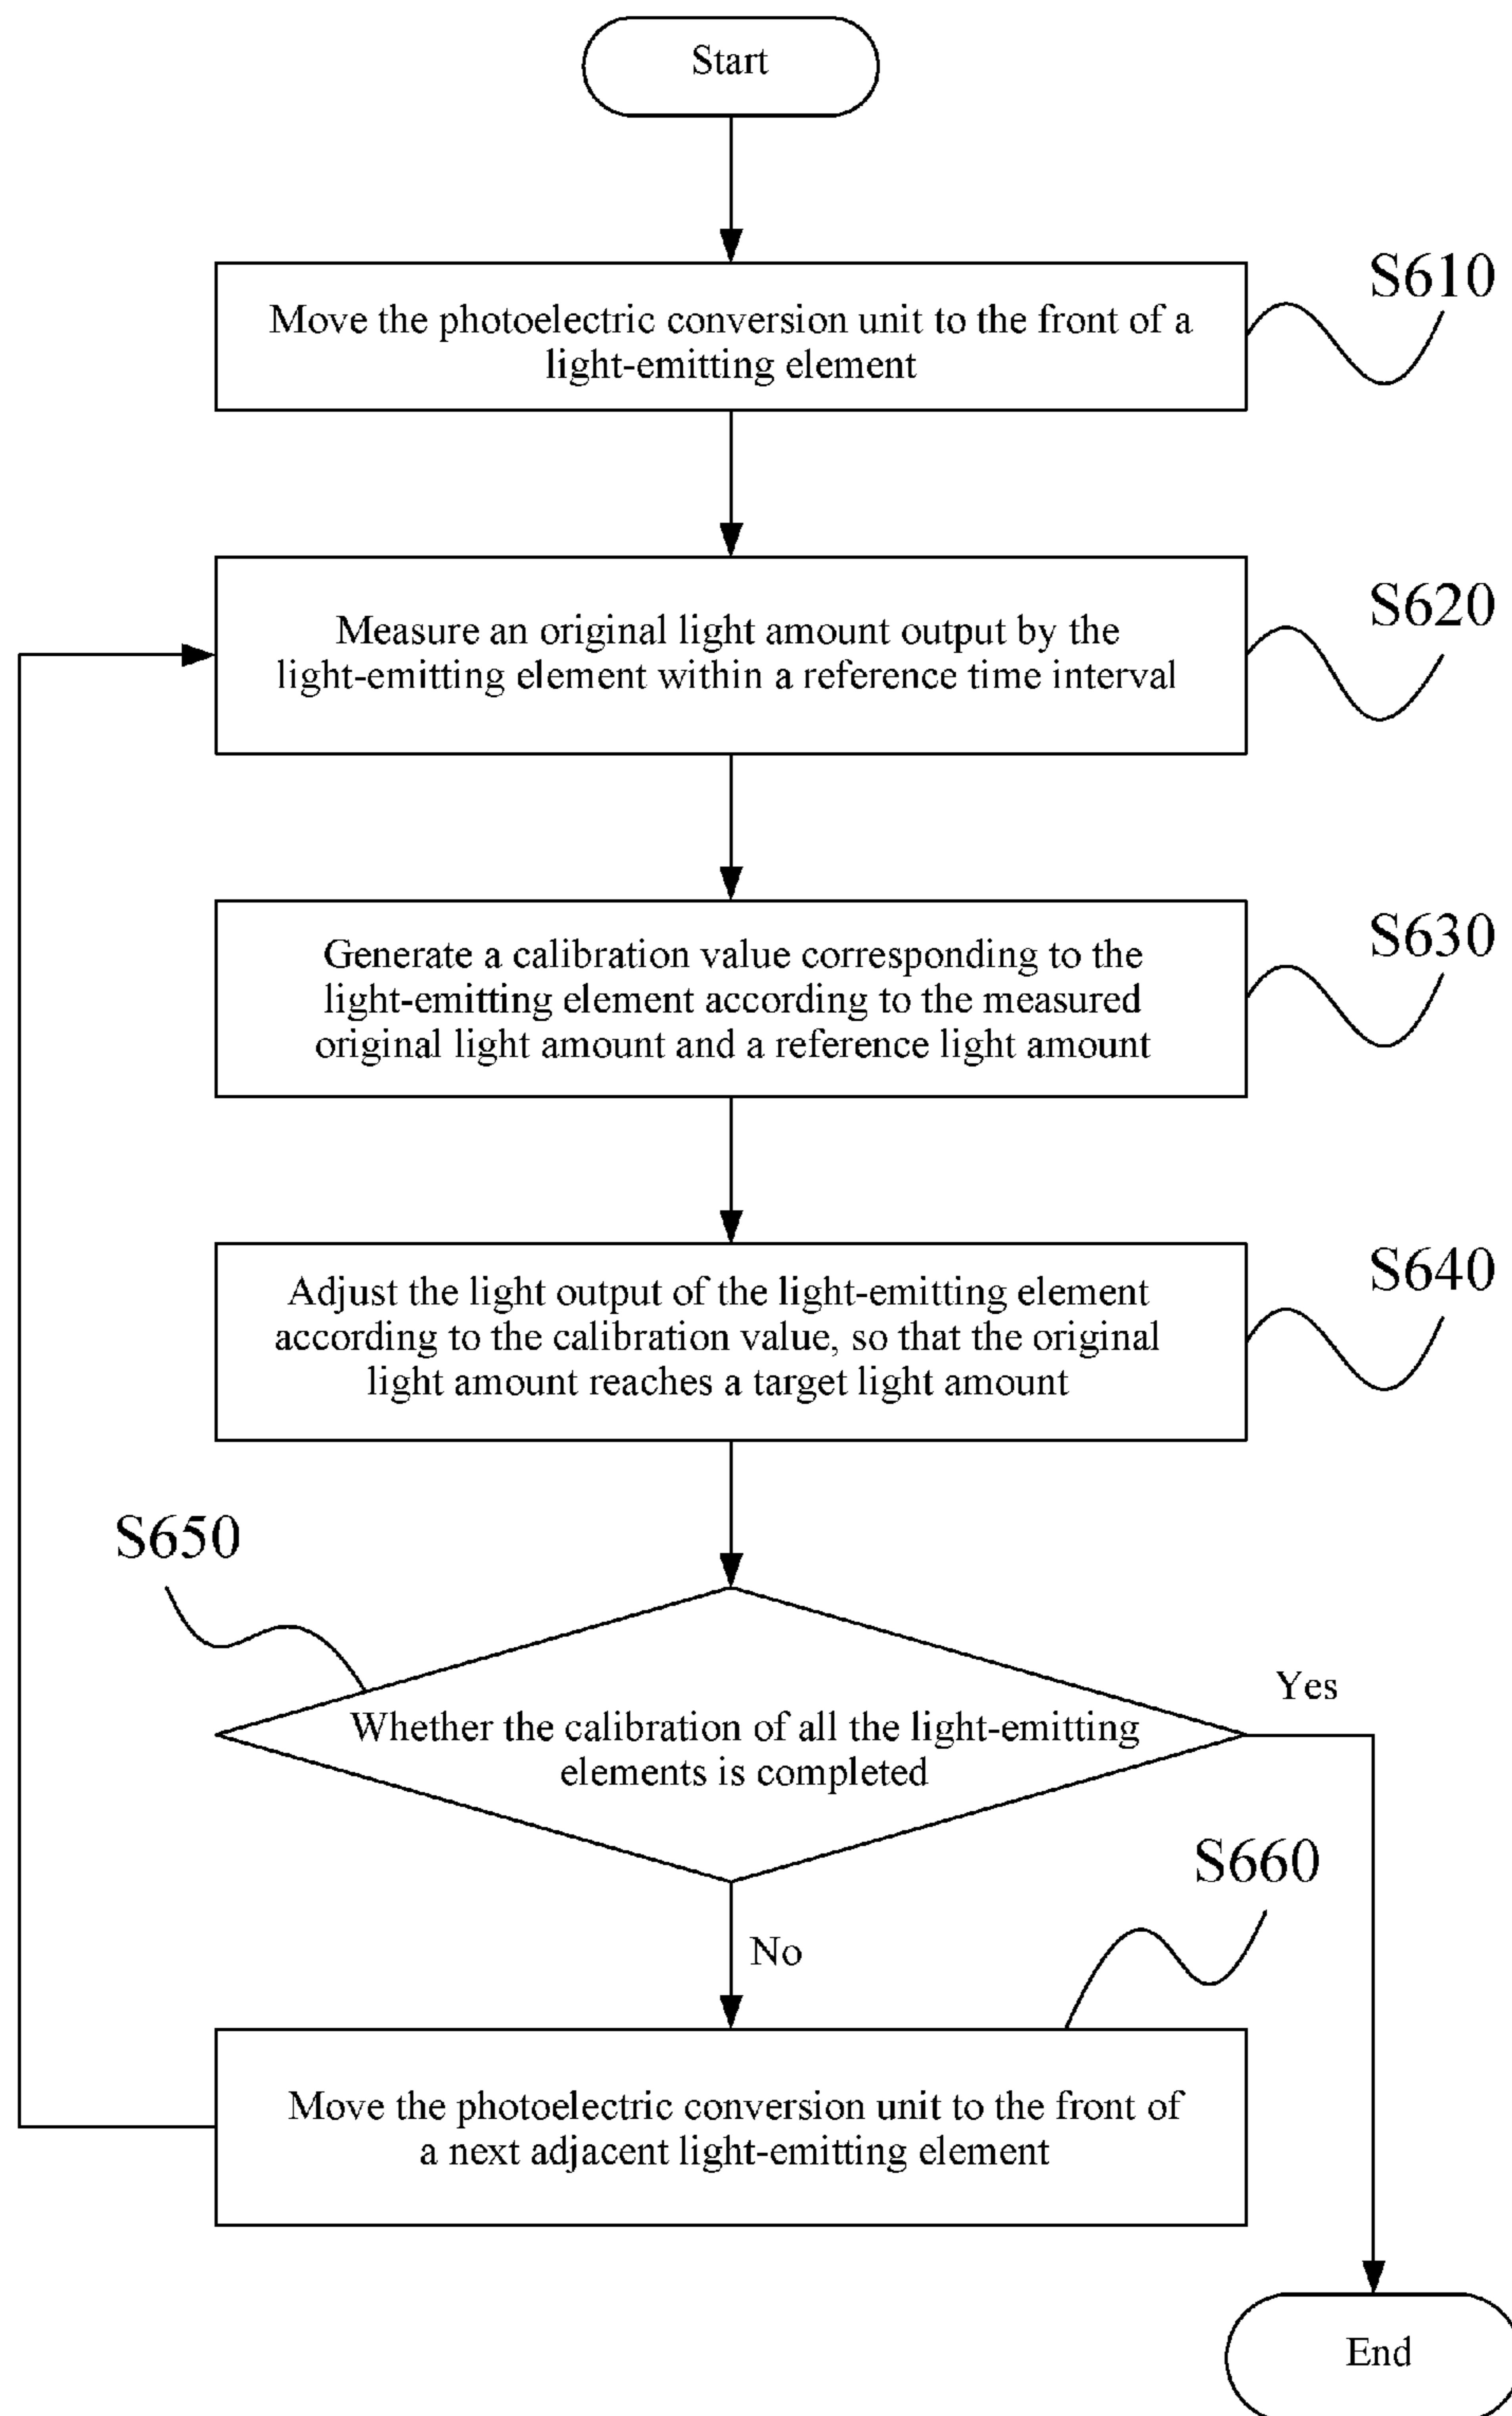 Start
S610
Move the photoelectric conversion unit to the front of a
light-emitting element
S620
Measure an original light amount output by the
light-emitting element within a reference time interval
S630
Generate a calibration value corresponding to the
light-emitting element according to the measured
original light amount and a reference light amount
S640
Adjust the light output of the light-emitting element
according to the calibration value, so that the original
light amount reaches a target light amount
S650
Yes
Whether the calibration of all the light-emitting
elements is completed
S660
No
Move the photoelectric conversion unit to the front of
a next adjacent light-emitting element
End